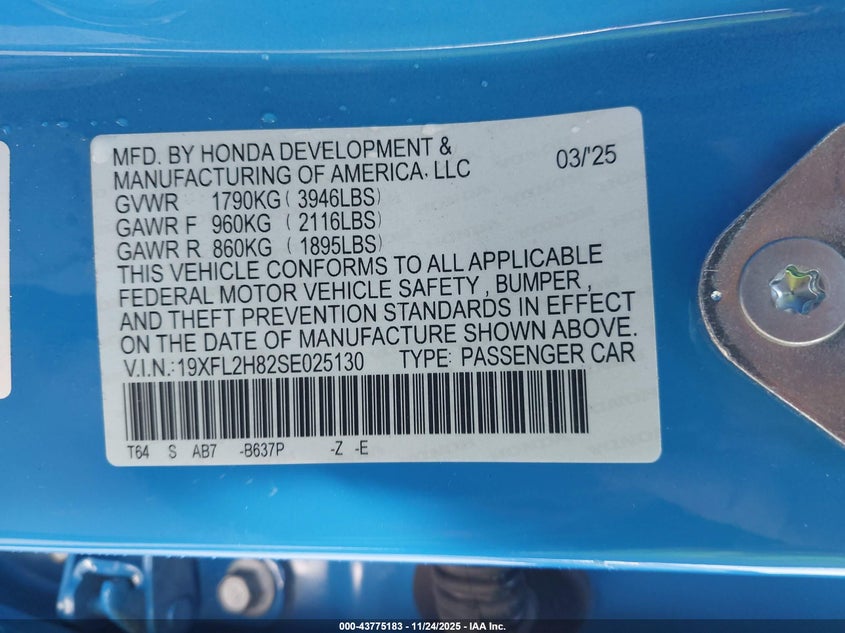 MFD. BY HONDA DEVELOPMENT &
MANUFACTURING OF AMERICA, LLC 03/'25
GVWR 1790KG ( 3946LBS)
GAWR F 960KG ( 2116LBS)
GAWR R 860KG ( 1895LBS)
THIS VEHICLE CONFORMS TO ALL APPLICABLE
FEDERAL MOTOR VEHICLE SAFETY , BUMPER ,
AND THEFT PREVENTION STANDARDS IN EFFECT
ON THE DATE OF MANUFACTURE SHOWN ABOVE.
V.I.N.:19XFL2H82SE025130 TYPE: PASSENGER CAR
T64 S AB7 -B637P -Z -E
000-43775183 - 11/24/2025 - IAA Inc.